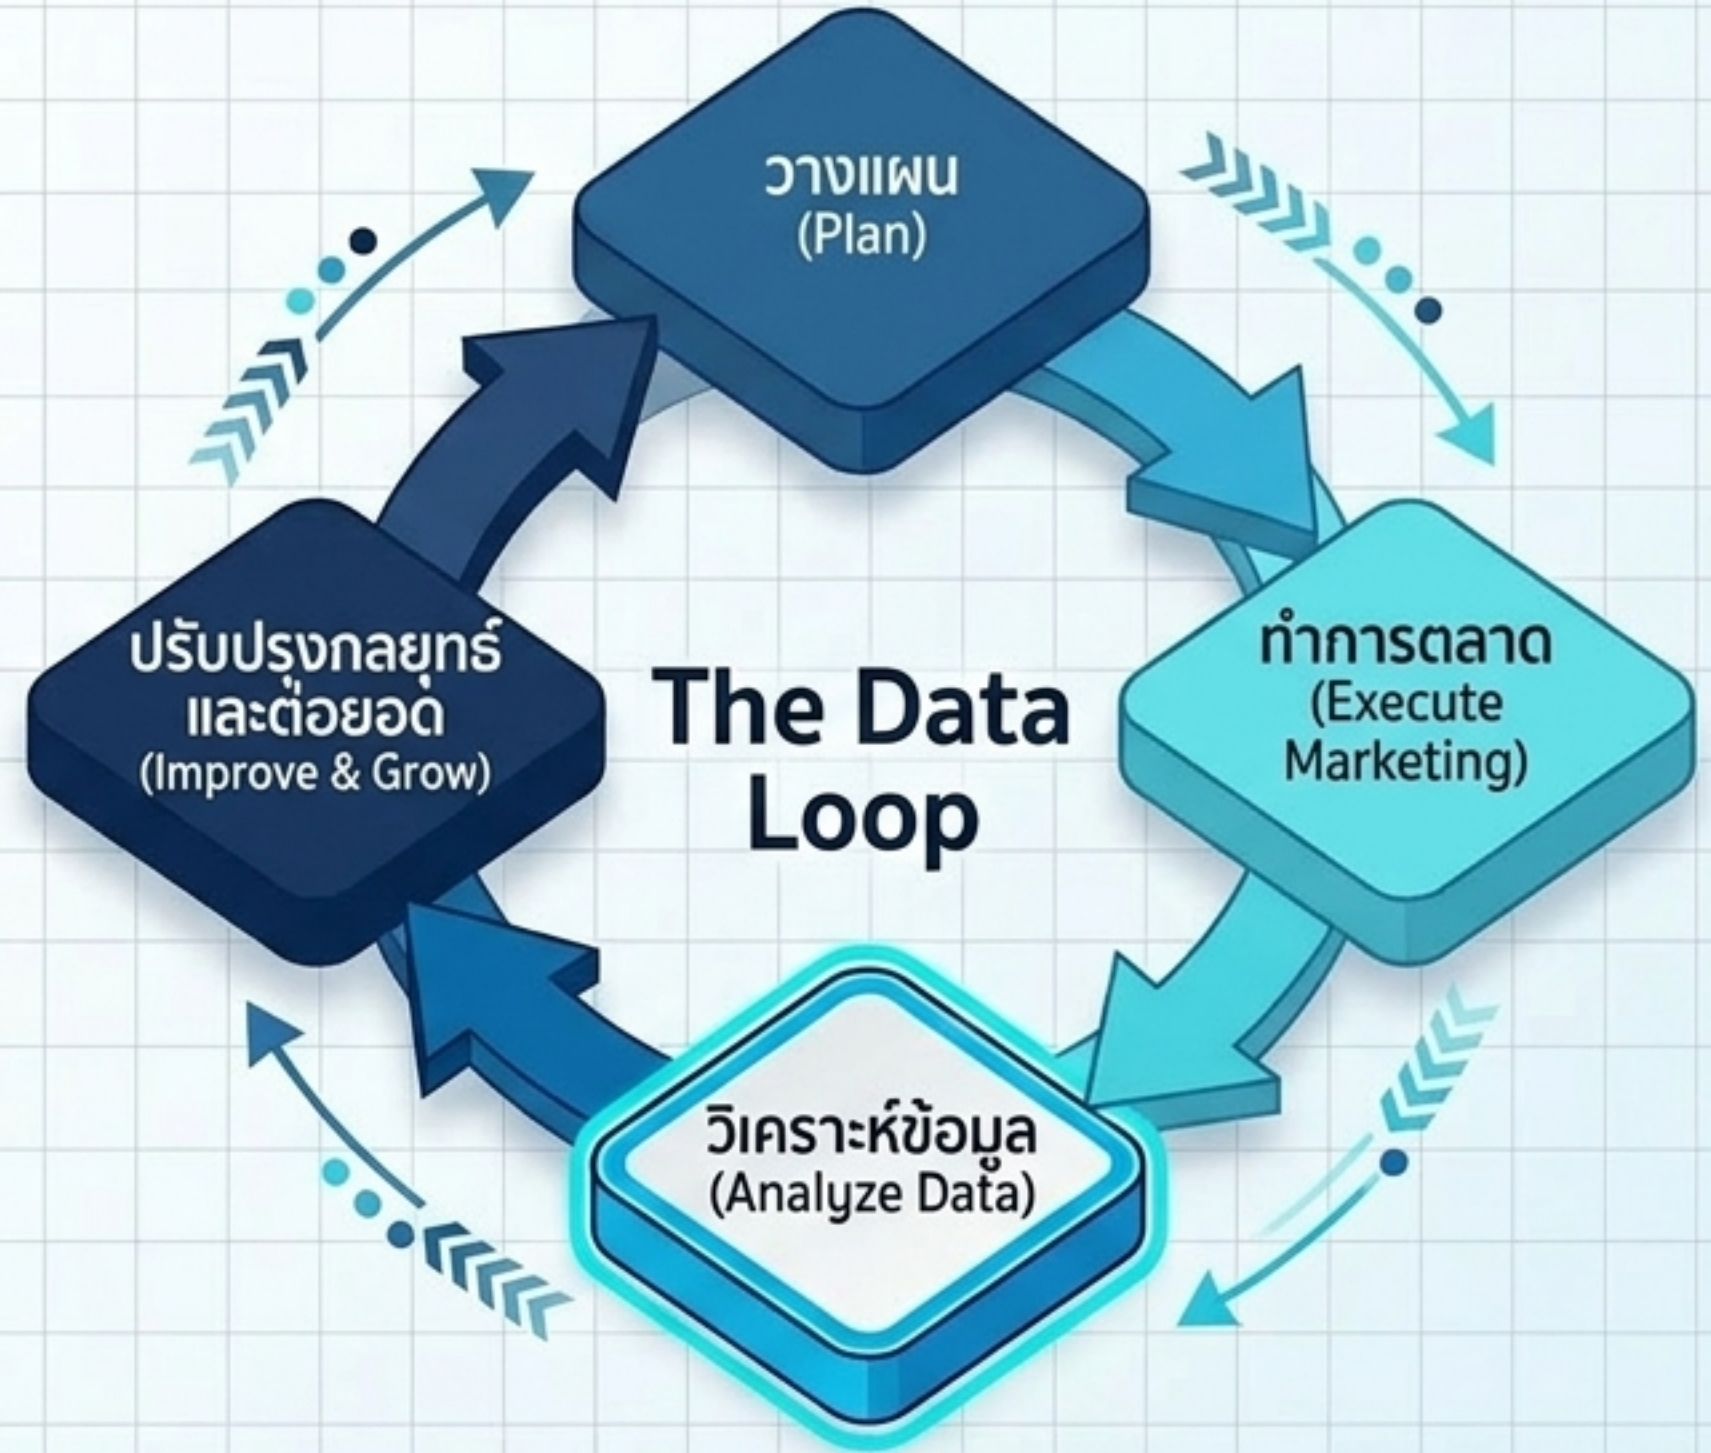 วางแผน
(Plan)
ปรับปรุงกลยุทธ์
และต่อยอด
(Improve & Grow)
The Data
Loop
ทำการตลาด
(Execute
Marketing)
วิเคราะห์ข้อมูล
(Analyze Data)